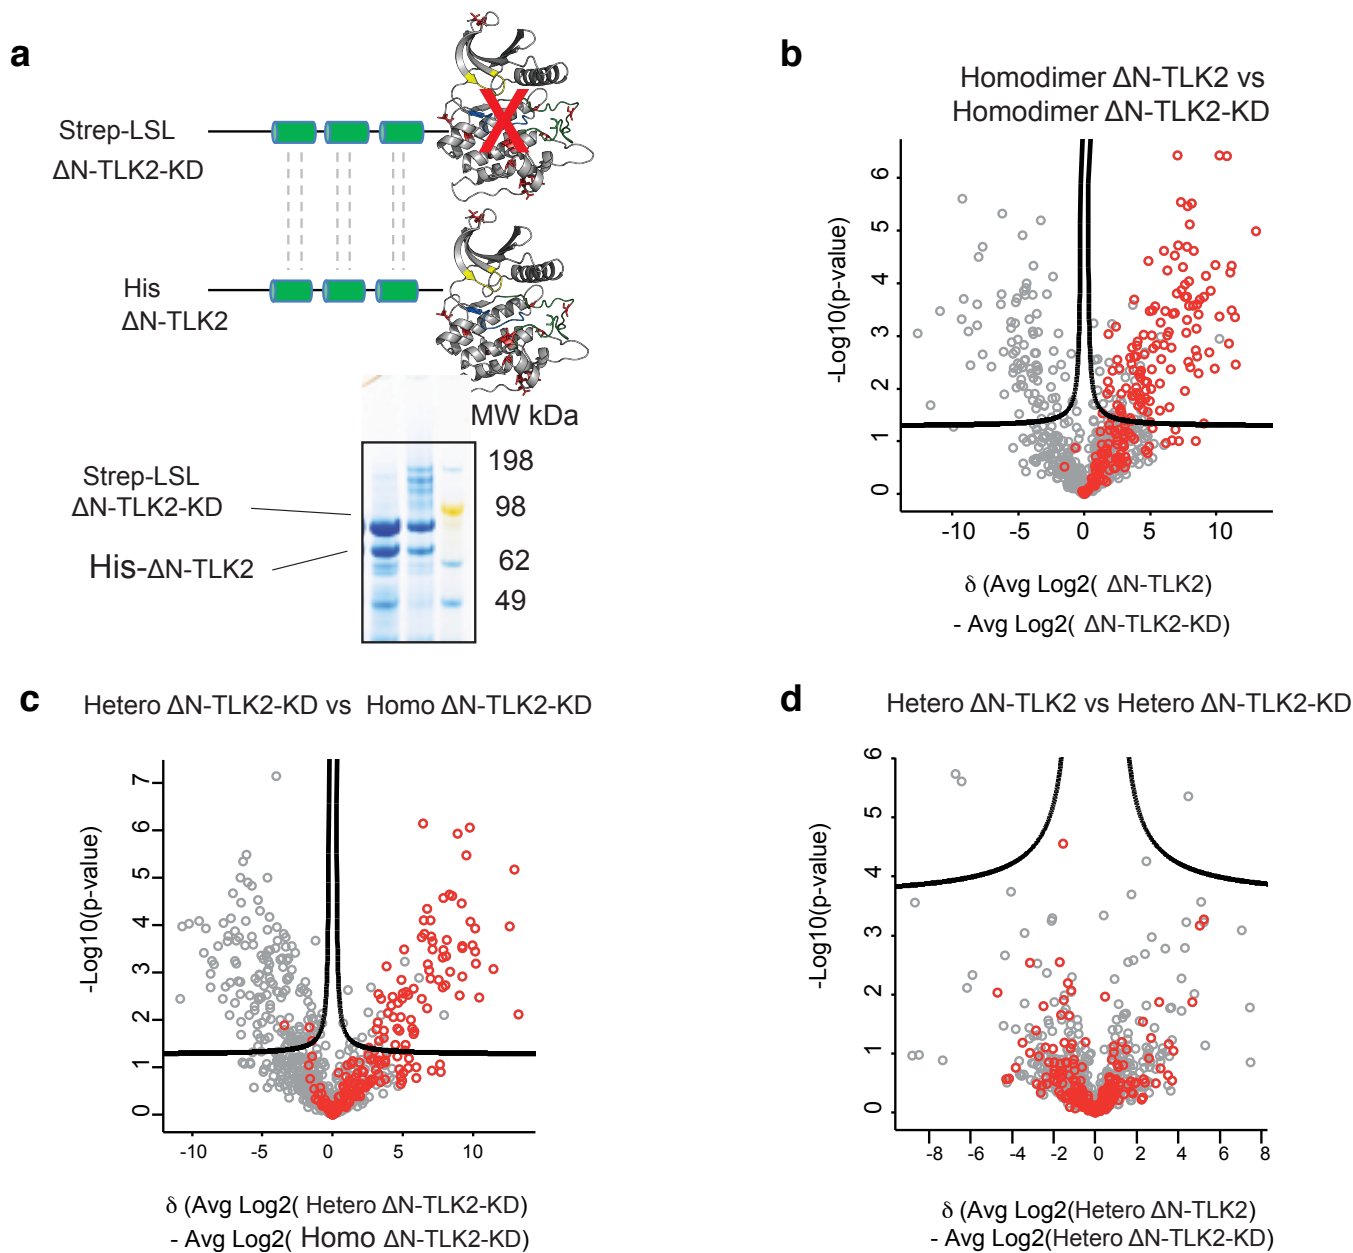 a
Strep-LSL
ΔN-TLK2-KD
His
ΔN-TLK2
MW kDa
198
98
62
49
Strep-LSL
ΔN-TLK2-KD
His-ΔN-TLK2
b
Homodimer ΔN-TLK2 vs
Homodimer ΔN-TLK2-KD
-Log10(p-value)
6
5
4
3
2
1
0
-10 -5 0 5 10
δ (Avg Log2( ΔN-TLK2)
- Avg Log2( ΔN-TLK2-KD)
c
Hetero ΔN-TLK2-KD vs Homo ΔN-TLK2-KD
-Log10(p-value)
7
6
5
4
3
2
1
0
-10 -5 0 5 10
δ (Avg Log2( Hetero ΔN-TLK2-KD)
- Avg Log2( Homo ΔN-TLK2-KD)
d
Hetero ΔN-TLK2 vs Hetero ΔN-TLK2-KD
-Log10(p-value)
6
5
4
3
2
1
0
-8 -6 -4 -2 0 2 4 6 8
δ (Avg Log2(Hetero ΔN-TLK2)
- Avg Log2(Hetero ΔN-TLK2-KD)